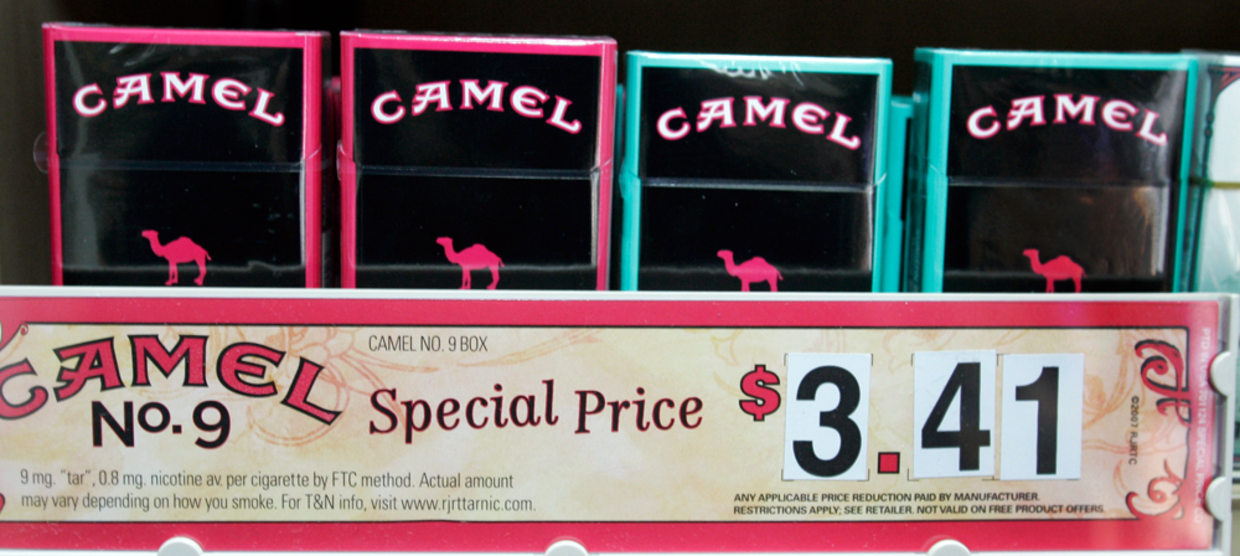 CAMEL CAMEL CAMEL CAMEL
CAMEL
No. 9
CAMEL NO. 9 BOX
Special Price
$3.41
9 mg. "tar", 0.8 mg. nicotine av. per cigarette by FTC method. Actual amount
may vary depending on how you smoke. For T&N info, visit www.rjrttarnic.com.
ANY APPLICABLE PRICE REDUCTION PAID BY MANUFACTURER.
RESTRICTIONS APPLY; SEE RETAILER. NOT VALID ON FREE PRODUCT OFFERS.
©2007 RJRTC